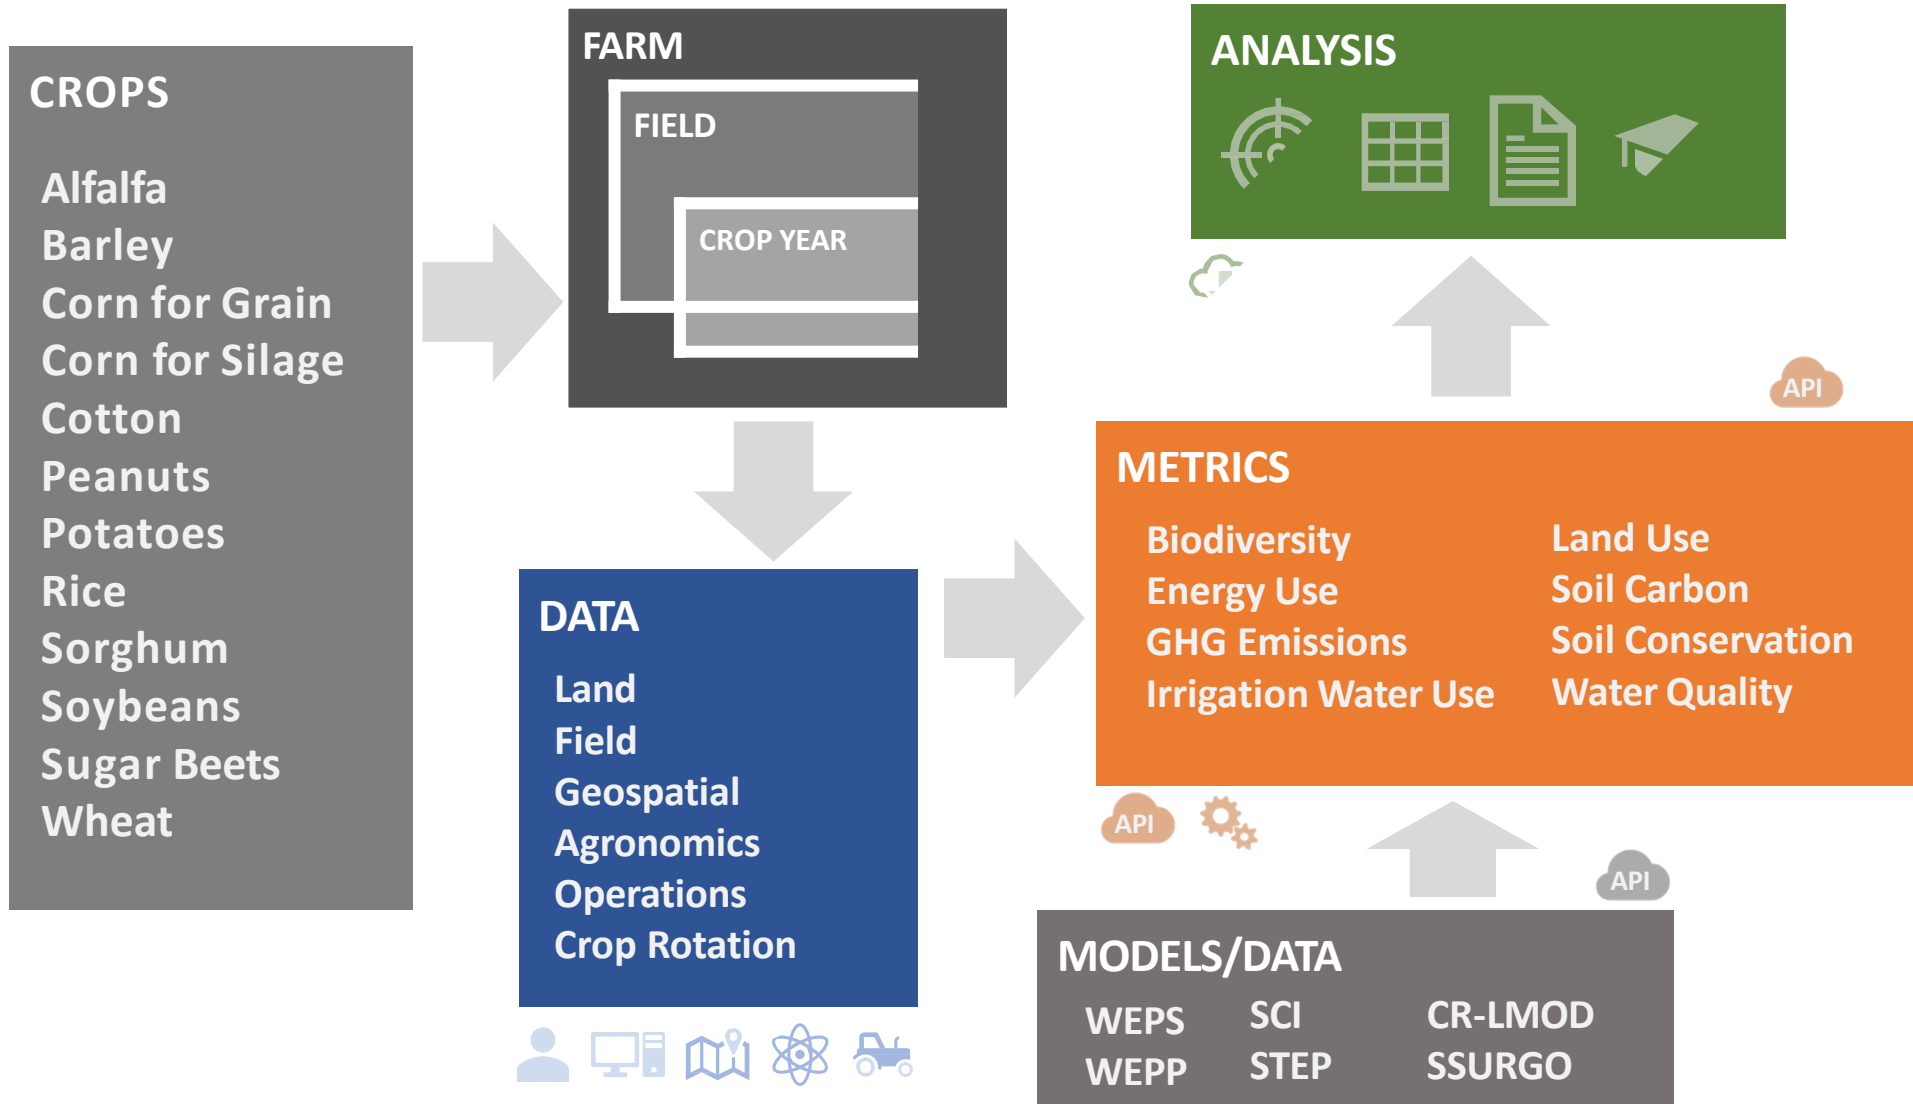 CROPS
Alfalfa
Barley
Corn for Grain
Corn for Silage
Cotton
Peanuts
Potatoes
Rice
Sorghum
Soybeans
Sugar Beets
Wheat
FARM
FIELD
CROP YEAR
DATA
Land
Field
Geospatial
Agronomics
Operations
Crop Rotation
ANALYSIS
API
METRICS
Biodiversity
Energy Use
GHG Emissions
Irrigation Water Use
Land Use
Soil Carbon
Soil Conservation
Water Quality
API
API
MODELS/DATA
WEPS
WEPP
SCI
STEP
CR-LMOD
SSURGO